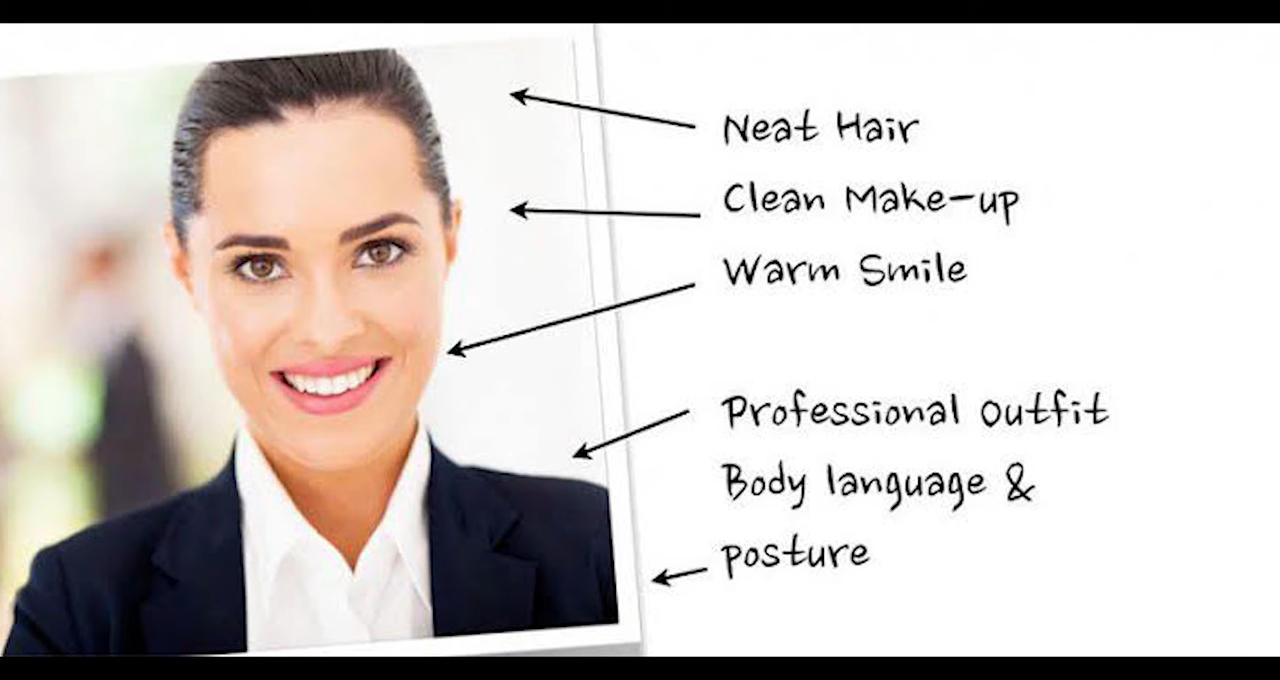 Neat Hair
Clean Make-up
Warm Smile
Professional outfit
Body language &
posture